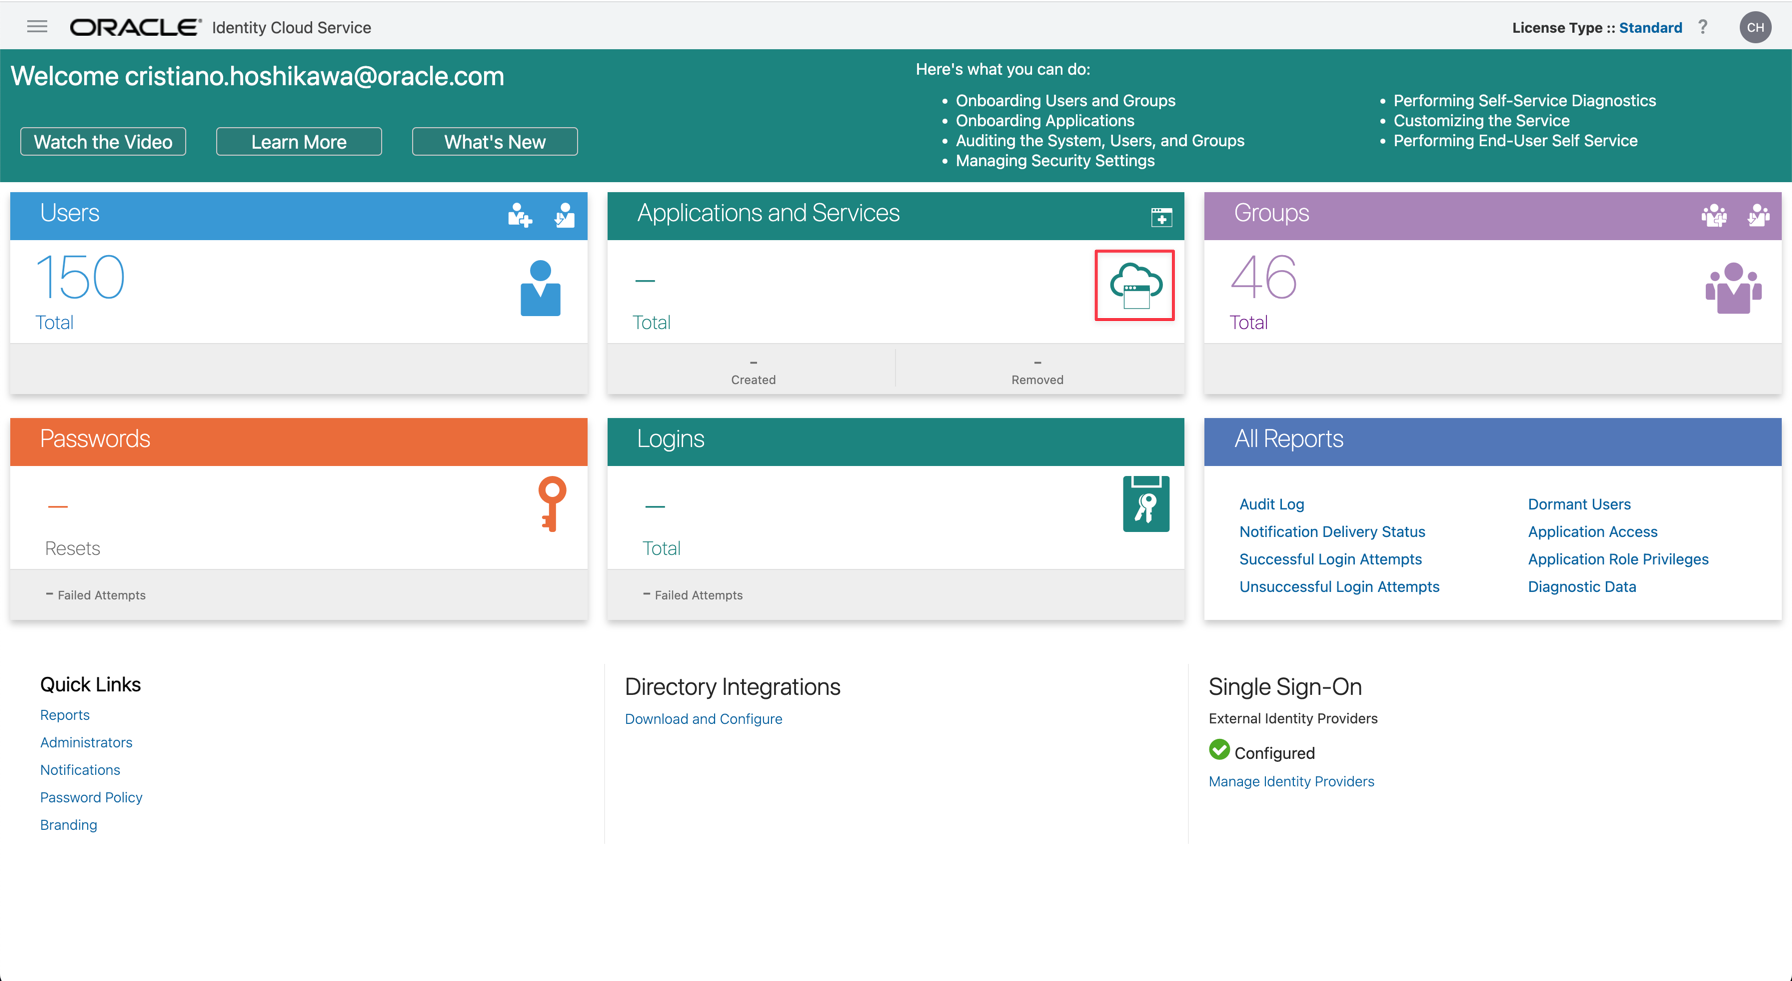 ORACLE® Identity Cloud Service
License Type :: Standard ? CH
Welcome cristiano.hoshikawa@oracle.com
Watch the Video
Learn More
What's New
Here's what you can do:
• Onboarding Users and Groups
• Onboarding Applications
• Auditing the System, Users, and Groups
• Managing Security Settings
• Performing Self-Service Diagnostics
• Customizing the Service
• Performing End-User Self Service
Users
150
Total
Applications and Services
–
Total
–
Created
–
Removed
Groups
46
Total
Passwords
–
Resets
– Failed Attempts
Logins
–
Total
– Failed Attempts
All Reports
Audit Log
Notification Delivery Status
Successful Login Attempts
Unsuccessful Login Attempts
Dormant Users
Application Access
Application Role Privileges
Diagnostic Data
Quick Links
Reports
Administrators
Notifications
Password Policy
Branding
Directory Integrations
Download and Configure
Single Sign-On
External Identity Providers
Configured
Manage Identity Providers